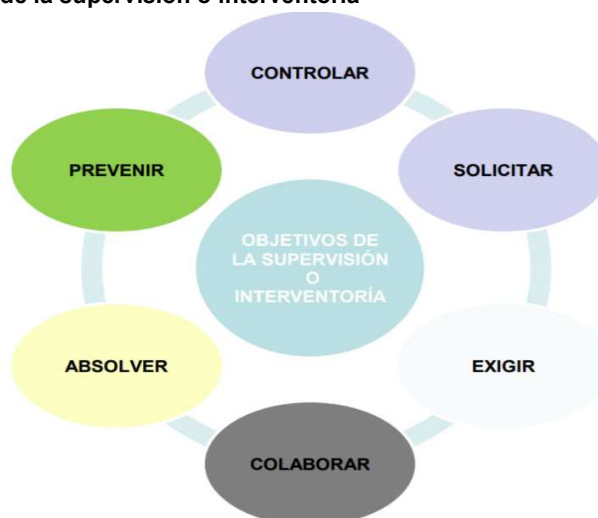 de la supervisión o interventoría
CONTROLAR
PREVENIR
SOLICITAR
OBJETIVOS DE
LA SUPERVISIÓN
O
INTERVENTORÍA
ABSOLVER
EXIGIR
COLABORAR